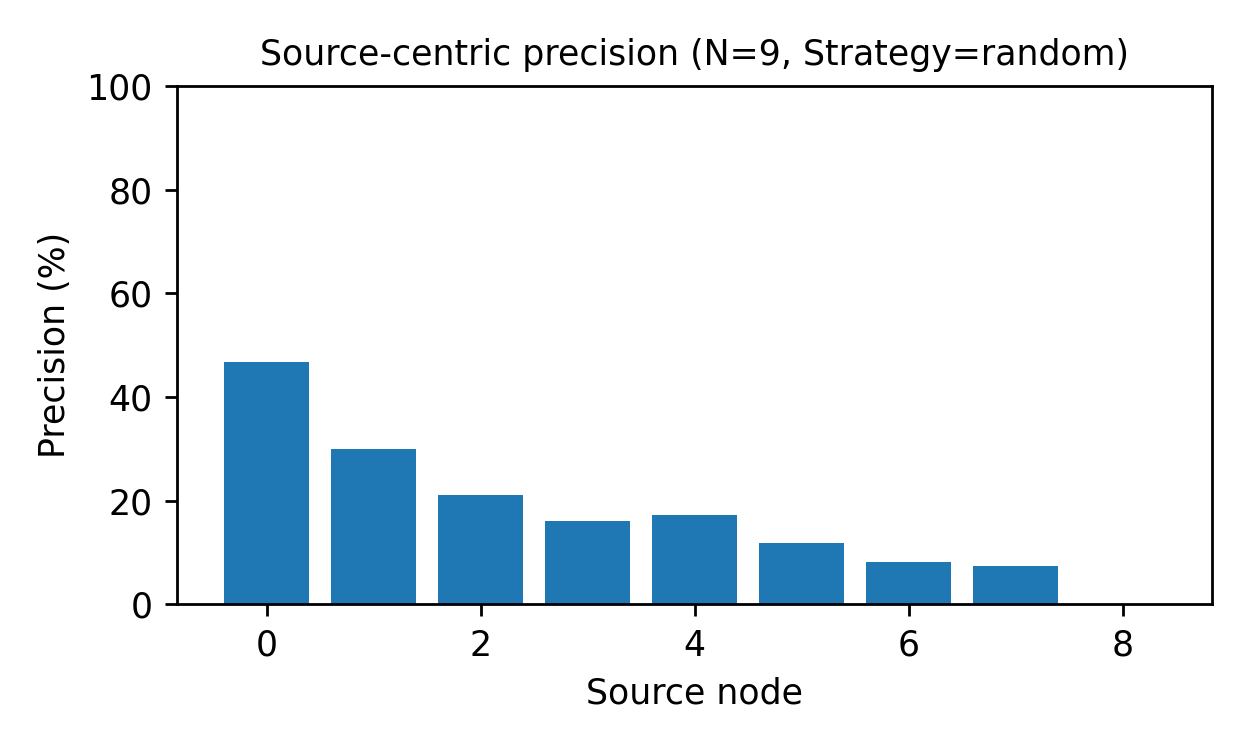 Source-centric precision (N=9, Strategy=random)
100
80
60
40
20
0
Precision (%)
0 2 4 6 8
Source node